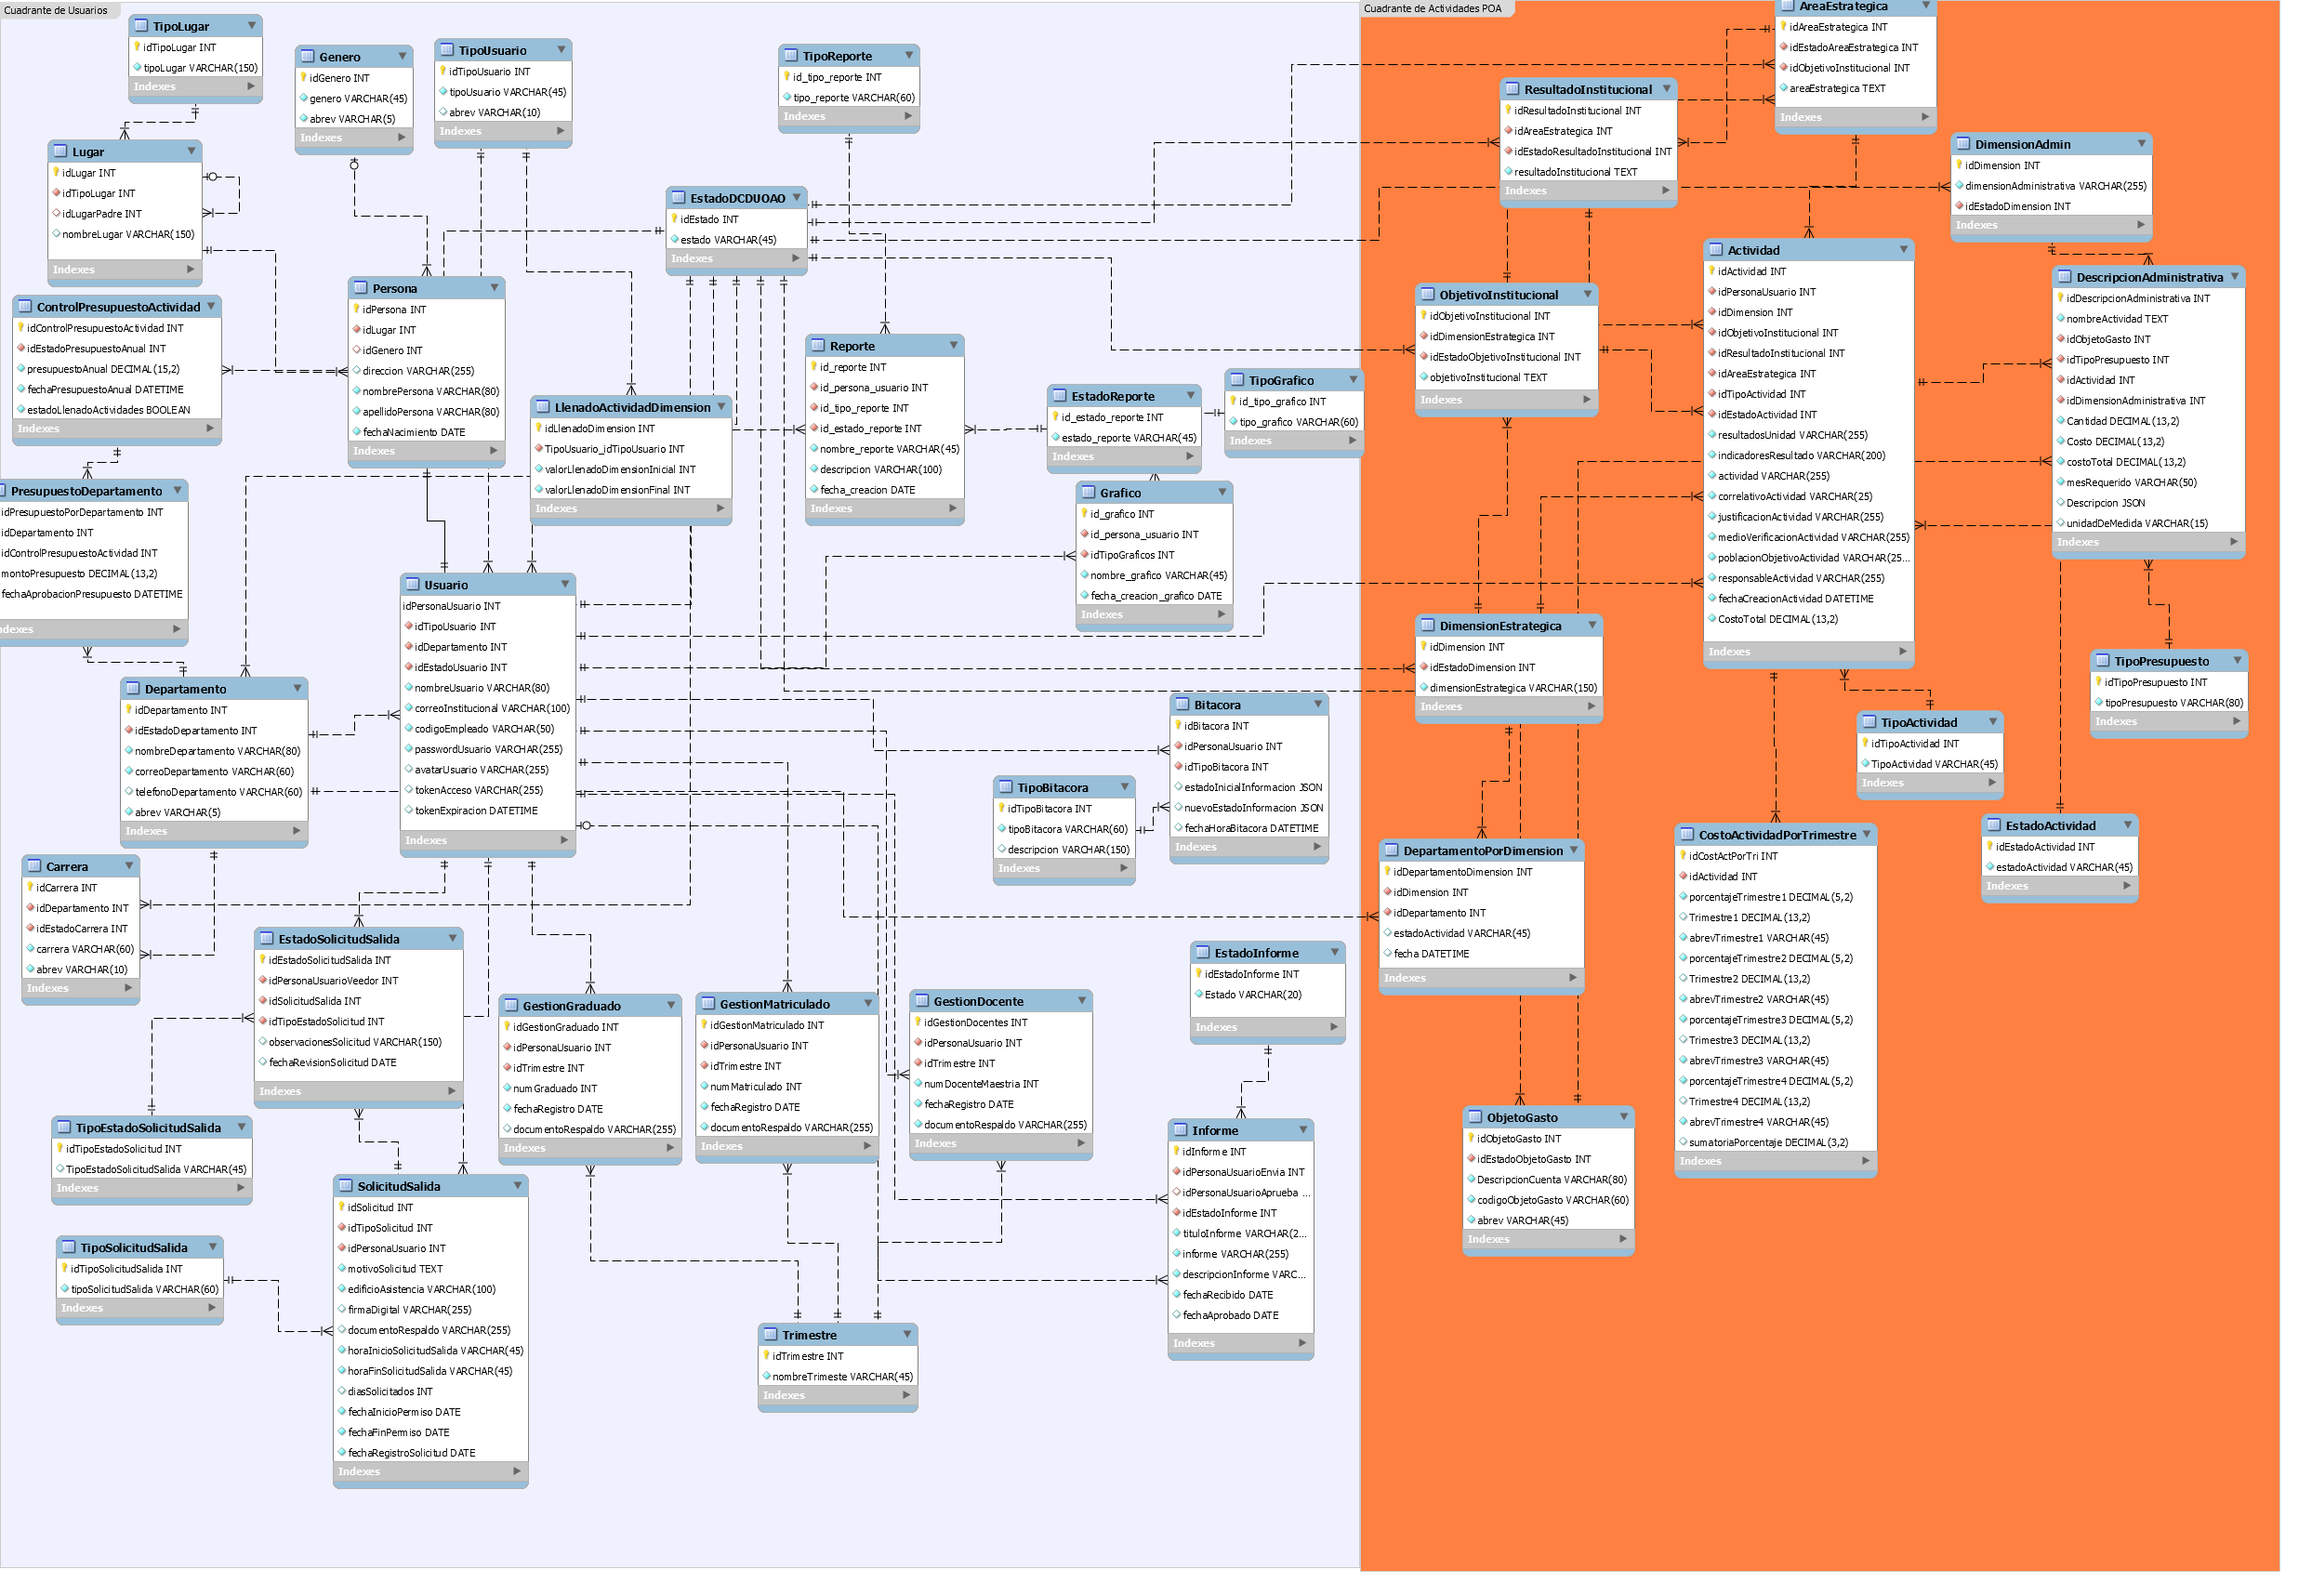 Cuadrante de Usuarios
TipoLugar
idTipoLugar INT
tipoLugar VARCHAR(150)
Indexes
Genero
idGenero INT
genero VARCHAR(45)
abrev VARCHAR(5)
Indexes
TipoUsuario
idTipoUsuario INT
tipoUsuario VARCHAR(45)
abrev VARCHAR(10)
Indexes
TipoReporte
id_tipo_reporte INT
tipo_reporte VARCHAR(60)
Indexes
Lugar
idLugar INT
idTipoLugar INT
idLugarPadre INT
nombreLugar VARCHAR(150)
Indexes
EstadoDCDUOAO
idEstado INT
estado VARCHAR(45)
Indexes
ControlPresupuestoActividad
idControlPresupuestoActividad INT
idEstadoPresupuestoAnual INT
presupuestoAnual DECIMAL(15,2)
fechaPresupuestoAnual DATETIME
estadoLlenadoActividades BOOLEAN
Indexes
Persona
idPersona INT
idLugar INT
idGenero INT
direccion VARCHAR(255)
nombrePersona VARCHAR(80)
apellidoPersona VARCHAR(80)
fechaNacimiento DATE
Indexes
LlenadoActividadDimension
idLlenadoDimension INT
TipoUsuario_idTipoUsuario INT
valorLlenadoDimensionInicial INT
valorLlenadoDimensionFinal INT
Indexes
Reporte
id_reporte INT
id_persona_usuario INT
id_tipo_reporte INT
id_estado_reporte INT
nombre_reporte VARCHAR(45)
descripcion VARCHAR(100)
fecha_creacion DATE
Indexes
EstadoReporte
id_estado_reporte INT
estado_reporte VARCHAR(45)
Indexes
TipoGrafico
id_tipo_grafico INT
tipo_grafico VARCHAR(60)
Indexes
Grafico
id_grafico INT
id_persona_usuario INT
idTipoGraficos INT
nombre_grafico VARCHAR(45)
fecha_creacion_grafico DATE
Indexes
PresupuestoDepartamento
idPresupuestoPorDepartamento INT
idDepartamento INT
idControlPresupuestoActividad INT
montoPresupuesto DECIMAL(13,2)
fechaAprobacionPresupuesto DATETIME
ndexes
Usuario
idPersonaUsuario INT
idTipoUsuario INT
idDepartamento INT
idEstadoUsuario INT
nombreUsuario VARCHAR(80)
correoInstitucional VARCHAR(100)
codigoEmpleado VARCHAR(50)
passwordUsuario VARCHAR(255)
avatarUsuario VARCHAR(255)
tokenAcceso VARCHAR(255)
tokenExpiracion DATETIME
Indexes
Departamento
idDepartamento INT
idEstadoDepartamento INT
nombreDepartamento VARCHAR(80)
correoDepartamento VARCHAR(60)
telefonoDepartamento VARCHAR(60)
abrev VARCHAR(5)
Indexes
Carrera
idCarrera INT
idDepartamento INT
idEstadoCarrera INT
carrera VARCHAR(60)
abrev VARCHAR(10)
Indexes
Bitacora
idBitacora INT
idPersonaUsuario INT
idTipoBitacora INT
estadoInicialInformacion JSON
nuevoEstadoInformacion JSON
fechaHoraBitacora DATETIME
Indexes
TipoBitacora
idTipoBitacora INT
tipoBitacora VARCHAR(60)
descripcion VARCHAR(150)
Indexes
EstadoSolicitudSalida
idEstadoSolicitudSalida INT
idPersonaUsuarioVeedor INT
idSolicitudSalida INT
idTipoEstadoSolicitud INT
observacionesSolicitud VARCHAR(150)
fechaRevisionSolicitud DATE
Indexes
GestionGraduado
idGestionGraduado INT
idPersonaUsuario INT
idTrimestre INT
numGraduado INT
fechaRegistro DATE
documentoRespaldo VARCHAR(255)
Indexes
GestionMatriculado
idGestionMatriculado INT
idPersonaUsuario INT
idTrimestre INT
numMatriculado INT
fechaRegistro DATE
documentoRespaldo VARCHAR(255)
Indexes
GestionDocente
idGestionDocentes INT
idPersonaUsuario INT
idTrimestre INT
numDocenteMaestria INT
fechaRegistro DATE
documentoRespaldo VARCHAR(255)
Indexes
EstadoInforme
idEstadoInforme INT
Estado VARCHAR(20)
Indexes
TipoEstadoSolicitudSalida
idTipoEstadoSolicitud INT
TipoEstadoSolicitudSalida VARCHAR(45)
Indexes
Informe
idInforme INT
idPersonaUsuarioEnvia INT
idPersonaUsuarioAprueba ...
idEstadoInforme INT
tituloInforme VARCHAR(2...
informe VARCHAR(255)
descripcionInforme VARC...
fechaRecibido DATE
fechaAprobado DATE
Indexes
SolicitudSalida
idSolicitud INT
idTipoSolicitud INT
idPersonaUsuario INT
motivoSolicitud TEXT
edificioAsistencia VARCHAR(100)
firmaDigital VARCHAR(255)
documentoRespaldo VARCHAR(255)
horaInicioSolicitudSalida VARCHAR(45)
horaFinSolicitudSalida VARCHAR(45)
diasSolicitados INT
fechaInicioPermiso DATE
fechaFinPermiso DATE
fechaRegistroSolicitud DATE
Indexes
TipoSolicitudSalida
idTipoSolicitudSalida INT
tipoSolicitudSalida VARCHAR(60)
Indexes
Trimestre
idTrimestre INT
nombreTrimeste VARCHAR(45)
Indexes
Cuadrante de Actividades POA
AreaEstrategica
idAreaEstrategica INT
idEstadoAreaEstrategica INT
idObjetivoInstitucional INT
areaEstrategica TEXT
Indexes
ResultadoInstitucional
idResultadoInstitucional INT
idAreaEstrategica INT
idEstadoResultadoInstitucional INT
resultadoInstitucional TEXT
Indexes
DimensionAdmin
idDimension INT
dimensionAdministrativa VARCHAR(255)
idEstadoDimension INT
Indexes
Actividad
idActividad INT
idPersonaUsuario INT
idDimension INT
idObjetivoInstitucional INT
idResultadoInstitucional INT
idAreaEstrategica INT
idTipoActividad INT
idEstadoActividad INT
resultadosUnidad VARCHAR(255)
indicadoresResultado VARCHAR(200)
actividad VARCHAR(255)
correlativoActividad VARCHAR(25)
justificacionActividad VARCHAR(255)
medioVerificacionActividad VARCHAR(255)
poblacionObjetivoActividad VARCHAR(25...
responsableActividad VARCHAR(255)
fechaCreacionActividad DATETIME
CostoTotal DECIMAL(13,2)
Indexes
DescripcionAdministrativa
idDescripcionAdministrativa INT
nombreActividad TEXT
idObjetoGasto INT
idTipoPresupuesto INT
idActividad INT
idDimensionAdministrativa INT
Cantidad DECIMAL(13,2)
Costo DECIMAL(13,2)
costoTotal DECIMAL(13,2)
mesRequerido VARCHAR(50)
Descripcion JSON
unidadDeMedida VARCHAR(15)
Indexes
ObjetivoInstitucional
idObjetivoInstitucional INT
idDimensionEstrategica INT
idEstadoObjetivoInstitucional INT
objetivoInstitucional TEXT
Indexes
DimensionEstrategica
idDimension INT
idEstadoDimension INT
dimensionEstrategica VARCHAR(150)
Indexes
TipoPresupuesto
idTipoPresupuesto INT
tipoPresupuesto VARCHAR(80)
Indexes
TipoActividad
idTipoActividad INT
TipoActividad VARCHAR(45)
Indexes
EstadoActividad
idEstadoActividad INT
estadoActividad VARCHAR(45)
Indexes
DepartamentoPorDimension
idDepartamentoDimension INT
idDimension INT
idDepartamento INT
estadoActividad VARCHAR(45)
fecha DATETIME
Indexes
CostoActividadPorTrimestre
idCostActPorTri INT
idActividad INT
porcentajeTrimestre1 DECIMAL(5,2)
Trimestre1 DECIMAL(13,2)
abrevTrimestre1 VARCHAR(45)
porcentajeTrimestre2 DECIMAL(5,2)
Trimestre2 DECIMAL(13,2)
abrevTrimestre2 VARCHAR(45)
porcentajeTrimestre3 DECIMAL(5,2)
Trimestre3 DECIMAL(13,2)
abrevTrimestre3 VARCHAR(45)
porcentajeTrimestre4 DECIMAL(5,2)
Trimestre4 DECIMAL(13,2)
abrevTrimestre4 VARCHAR(45)
sumatoriaPorcentaje DECIMAL(3,2)
Indexes
ObjetoGasto
idObjetoGasto INT
idEstadoObjetoGasto INT
DescripcionCuenta VARCHAR(80)
codigoObjetoGasto VARCHAR(60)
abrev VARCHAR(45)
Indexes